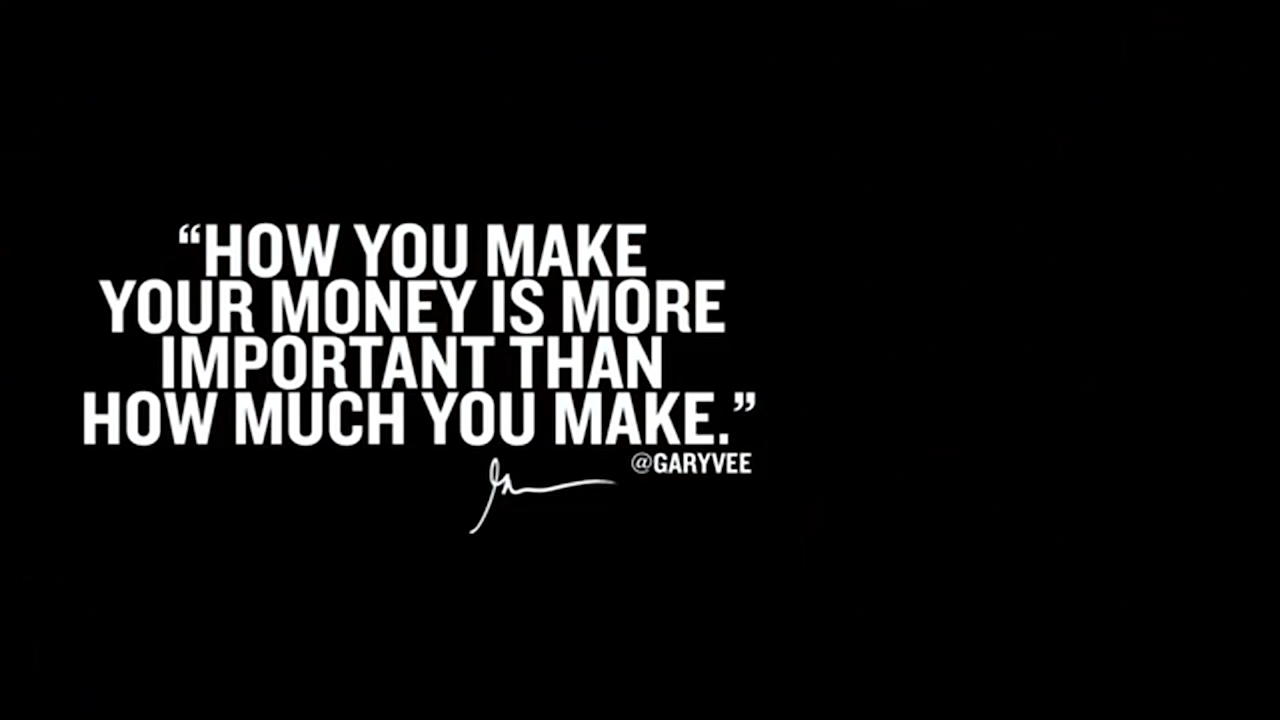 “HOW YOU MAKE
YOUR MONEY IS MORE
IMPORTANT THAN
HOW MUCH YOU MAKE.”
@GARYVEE